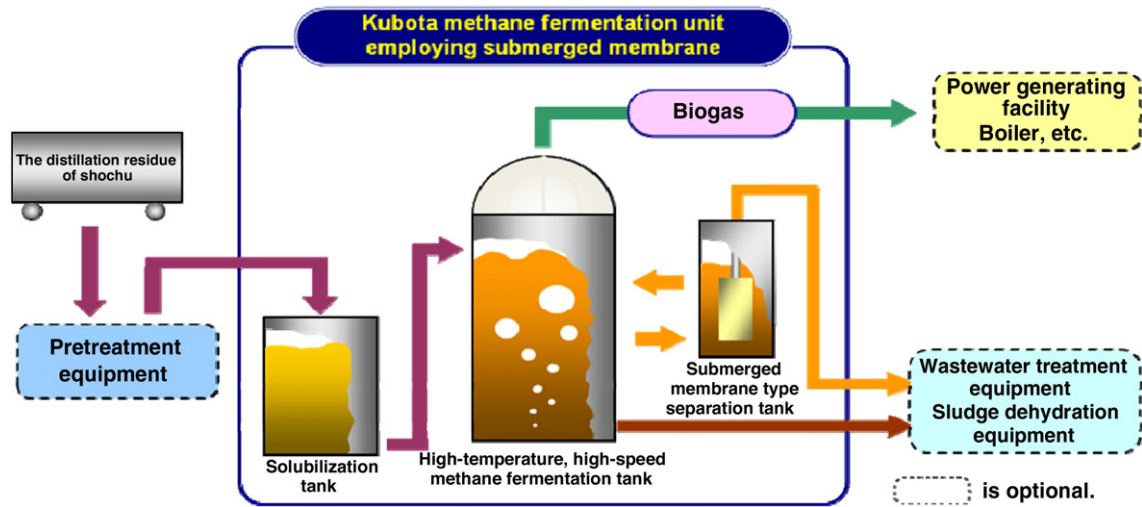 Kubota methane fermentation unit
employing submerged membrane
Biogas
Power generating
facility
Boiler, etc.
The distillation residue
of shochu
Pretreatment
equipment
Solubilization
tank
High-temperature, high-speed
methane fermentation tank
Submerged
membrane type
separation tank
Wastewater treatment
equipment
Sludge dehydration
equipment
is optional.